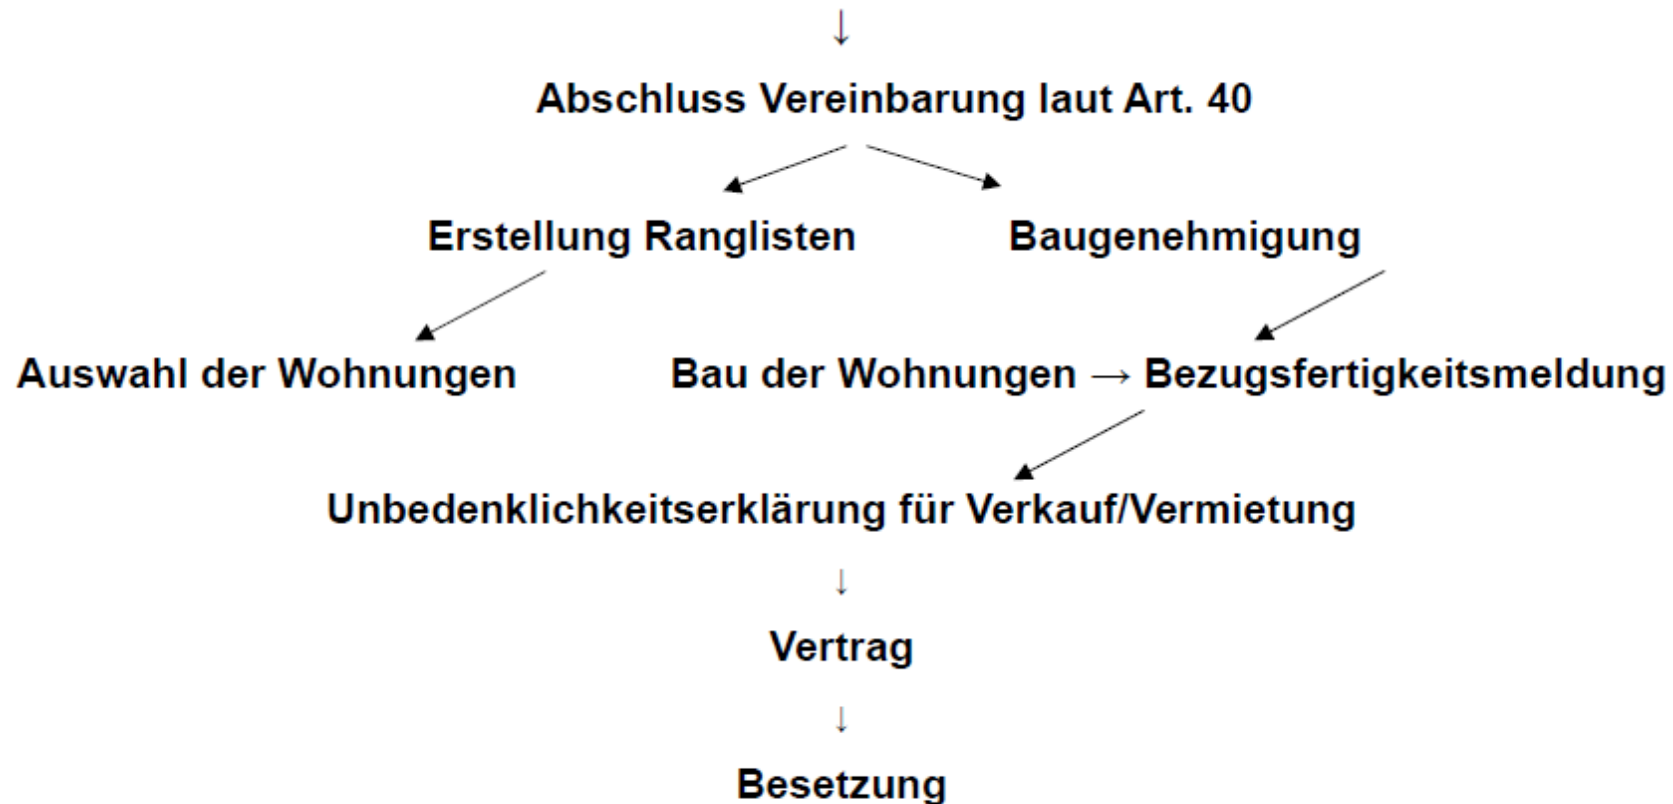 ↓
Abschluss Vereinbarung laut Art. 40
Erstellung Ranglisten Baugenehmigung
Auswahl der Wohnungen Bau der Wohnungen → Bezugsfertigkeitsmeldung
Unbedenklichkeitserklärung für Verkauf/Vermietung
↓
Vertrag
↓
Besetzung